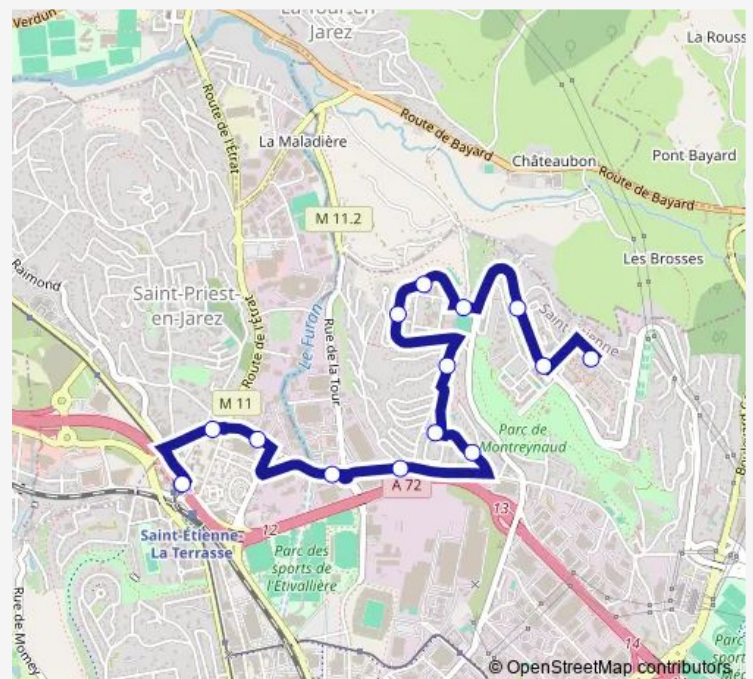 Verdun
La Tour-en-
Jarez
La Rouss
Route de l'Étrat
Route de Bayard
La Maladière
Châteaubon
Pont Bayard
Route de Bayard
M 11.2
Les Brosses
Raimond
Saint-Priest-
en-Jarez
Le Furan
Rue de la Tour
Saint-Étienne
Route de l'Étrat
M 11
Parc de
Montreynaud
A 72
Saint-Étienne-
La Terrasse
12
13
Parc des
sports de
l'Étivallière
Rue de Momey
14
Parc
sport
© OpenStreetMap contributors